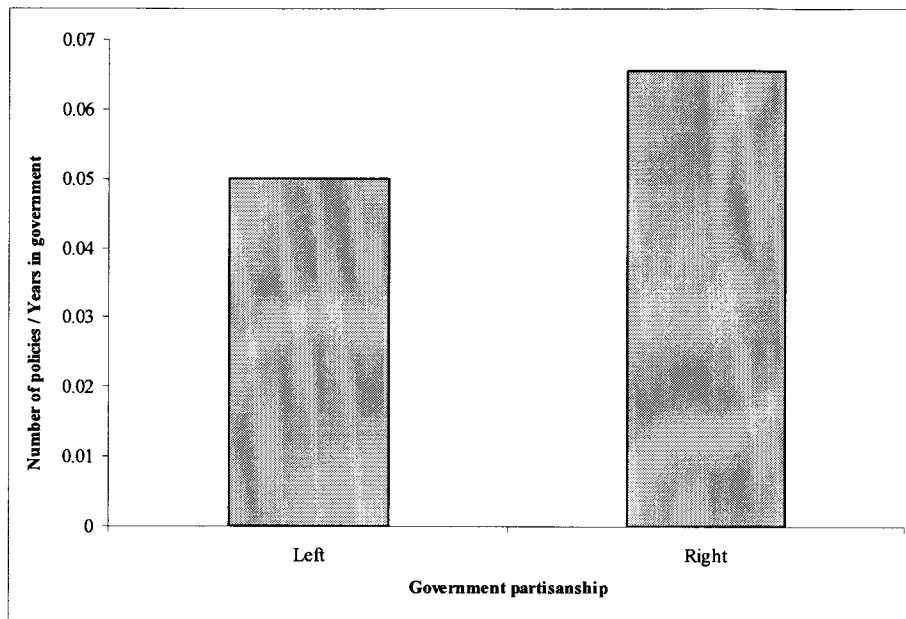 Number of policies / Years in government
0.07
0.06
0.05
0.04
0.03
0.02
0.01
0
Left
Right
Government partisanship